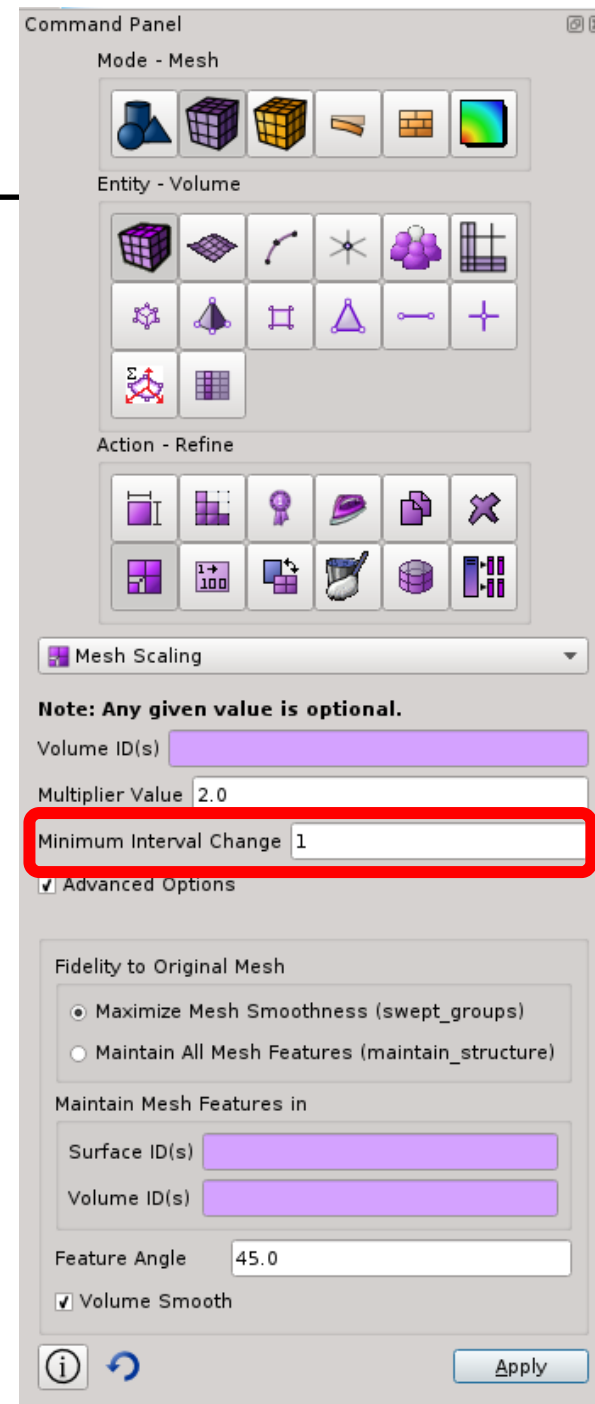 Command Panel
Mode - Mesh
Entity - Volume
Σ
Action - Refine
1→
100
Mesh Scaling
Note: Any given value is optional.
Volume ID(s)
Multiplier Value 2.0
Minimum Interval Change 1
Advanced Options
Fidelity to Original Mesh
Maximize Mesh Smoothness (swept_groups)
Maintain All Mesh Features (maintain_structure)
Maintain Mesh Features in
Surface ID(s)
Volume ID(s)
Feature Angle 45.0
Volume Smooth
i
Apply